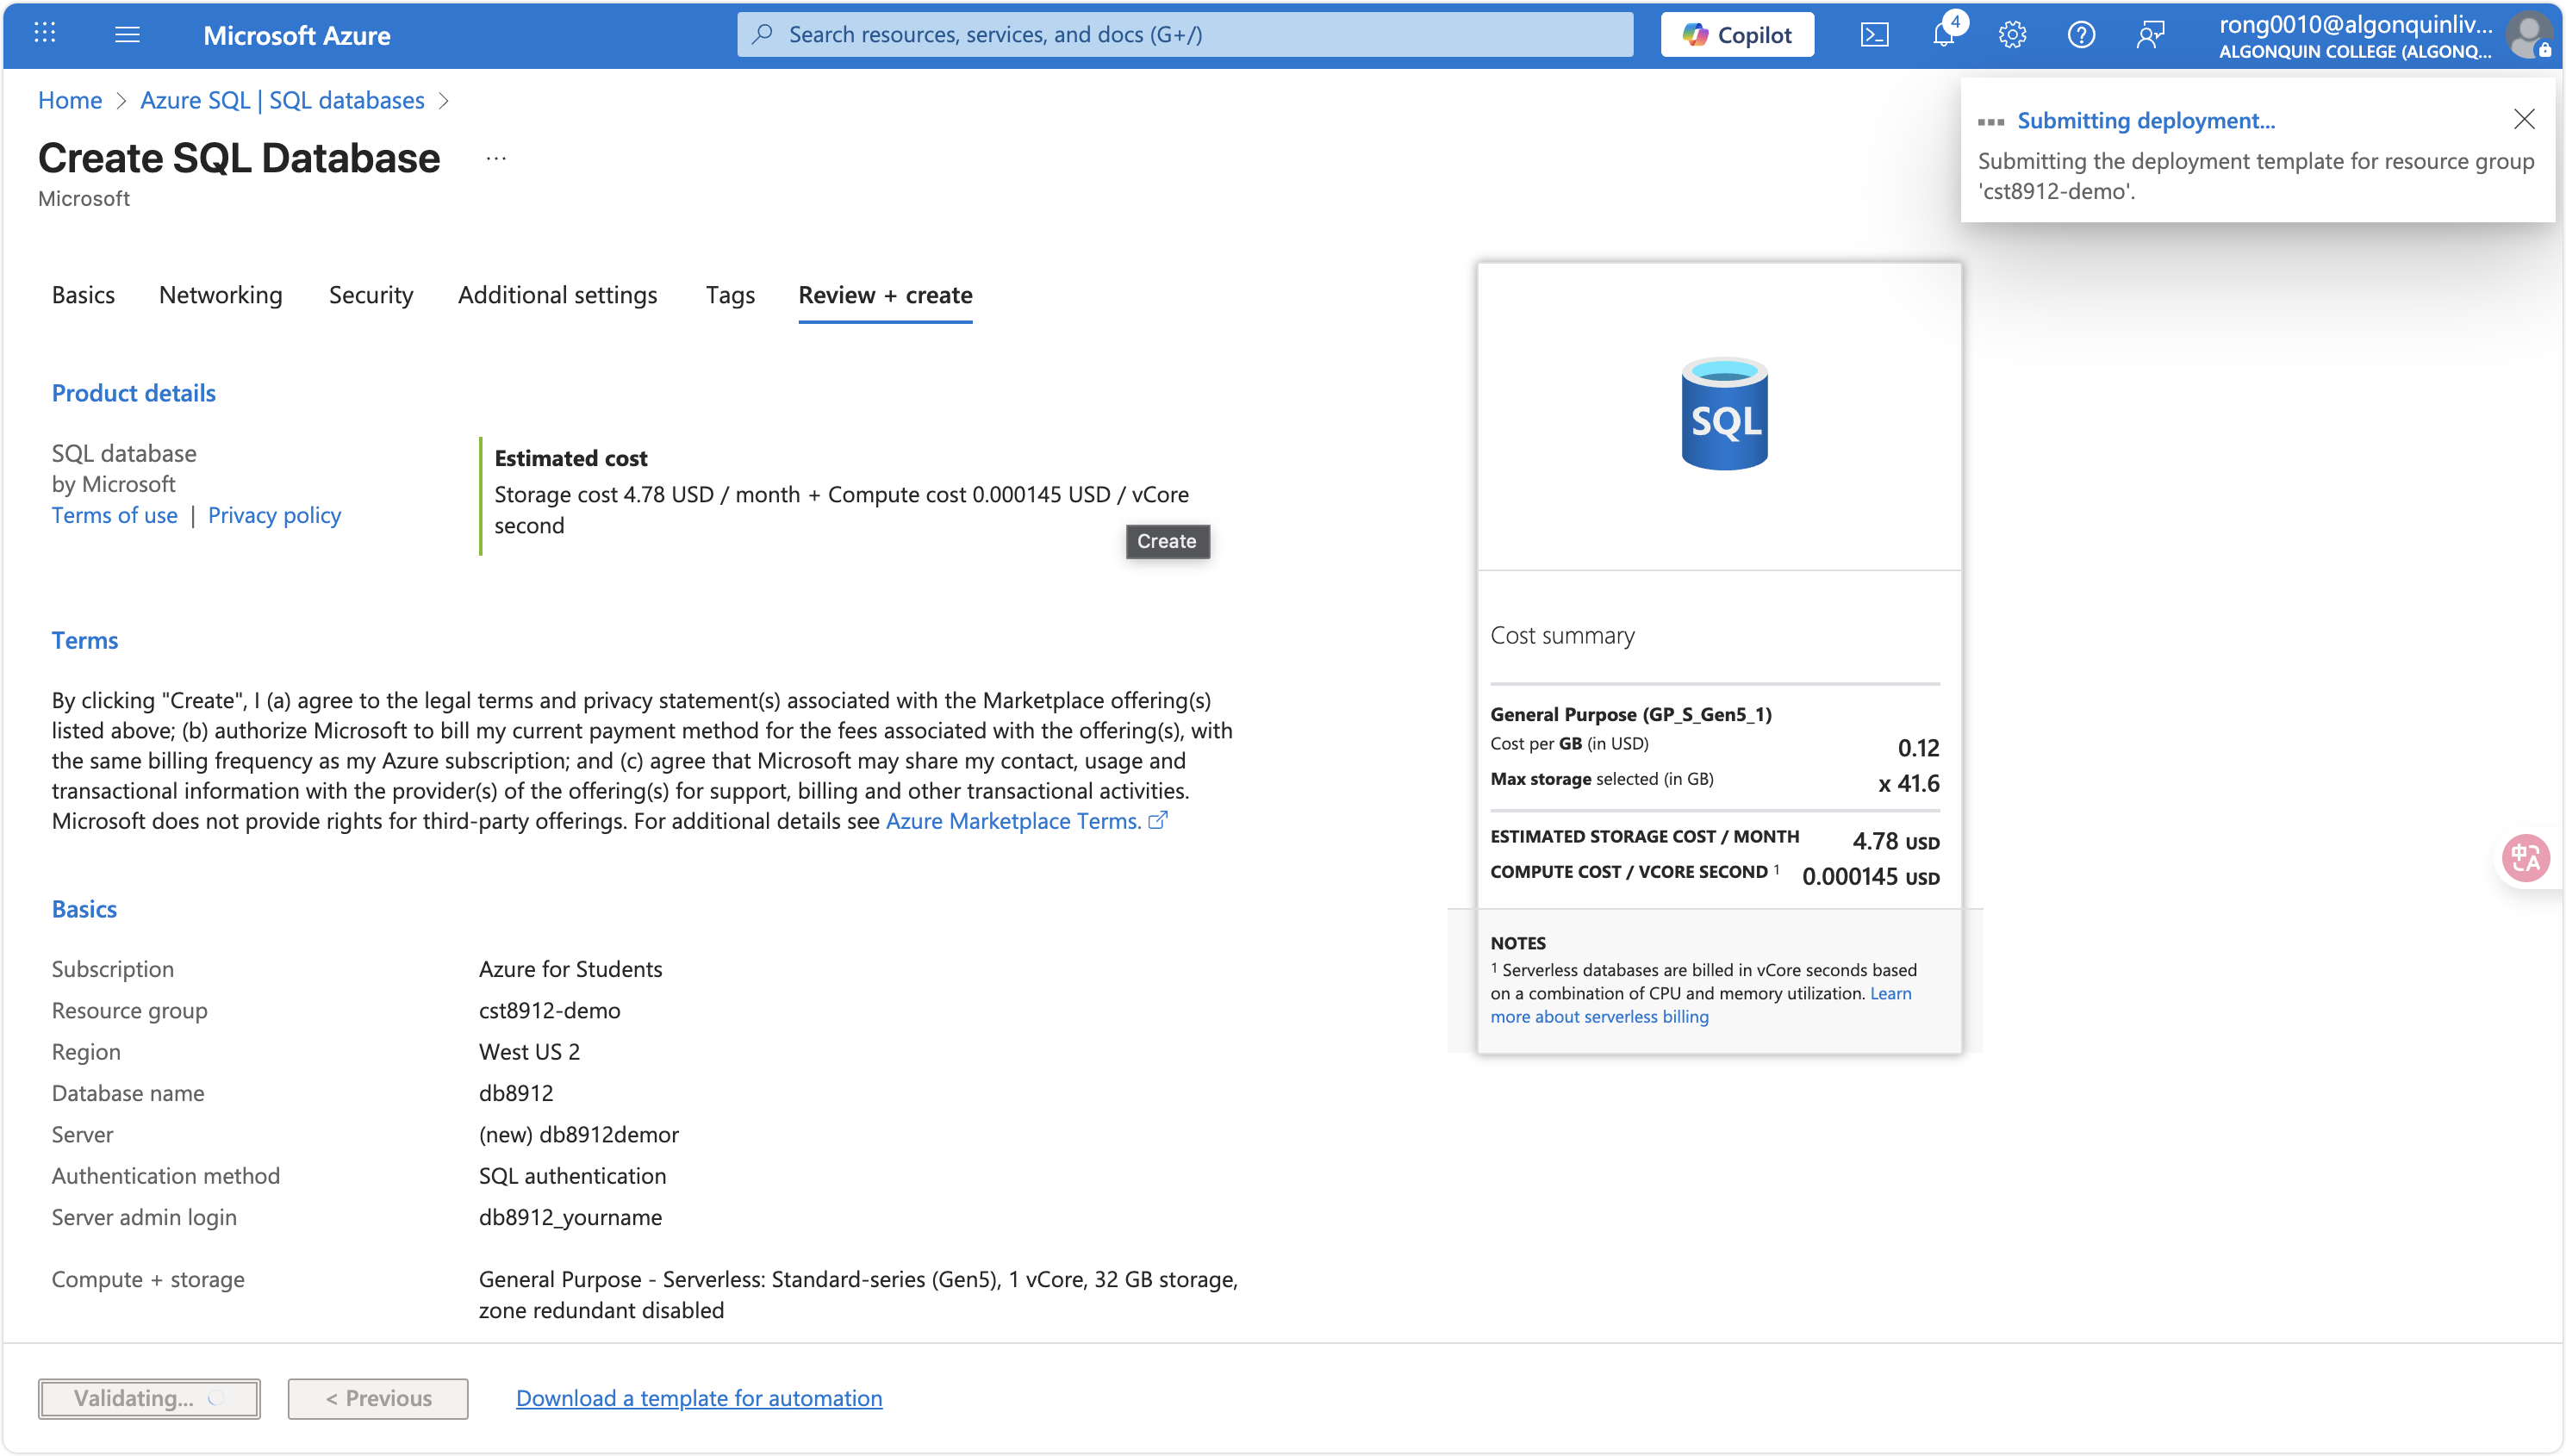 Microsoft Azure
Search resources, services, and docs (G+/)
Copilot
4
rong0010@algonquinliv...
ALGONQUIN COLLEGE (ALGONQ...
Home > Azure SQL | SQL databases >
Create SQL Database ...
Microsoft
Submitting deployment...
Submitting the deployment template for resource group
'cst8912-demo'.
Basics Networking Security Additional settings Tags Review + create
Product details
SQL database
by Microsoft
Terms of use | Privacy policy
Estimated cost
Storage cost 4.78 USD / month + Compute cost 0.000145 USD / vCore
second
Create
Terms
By clicking "Create", I (a) agree to the legal terms and privacy statement(s) associated with the Marketplace offering(s)
listed above; (b) authorize Microsoft to bill my current payment method for the fees associated with the offering(s), with
the same billing frequency as my Azure subscription; and (c) agree that Microsoft may share my contact, usage and
transactional information with the provider(s) of the offering(s) for support, billing and other transactional activities.
Microsoft does not provide rights for third-party offerings. For additional details see Azure Marketplace Terms.
Basics
Subscription Azure for Students
Resource group cst8912-demo
Region West US 2
Database name db8912
Server (new) db8912demor
Authentication method SQL authentication
Server admin login db8912_yourname
Compute + storage General Purpose - Serverless: Standard-series (Gen5), 1 vCore, 32 GB storage,
zone redundant disabled
SQL
Cost summary
General Purpose (GP_S_Gen5_1)
Cost per GB (in USD) 0.12
Max storage selected (in GB) x 41.6
ESTIMATED STORAGE COST / MONTH 4.78 USD
COMPUTE COST / VCORE SECOND ¹ 0.000145 USD
NOTES
¹ Serverless databases are billed in vCore seconds based
on a combination of CPU and memory utilization. Learn
more about serverless billing
中A
Validating... < Previous Download a template for automation